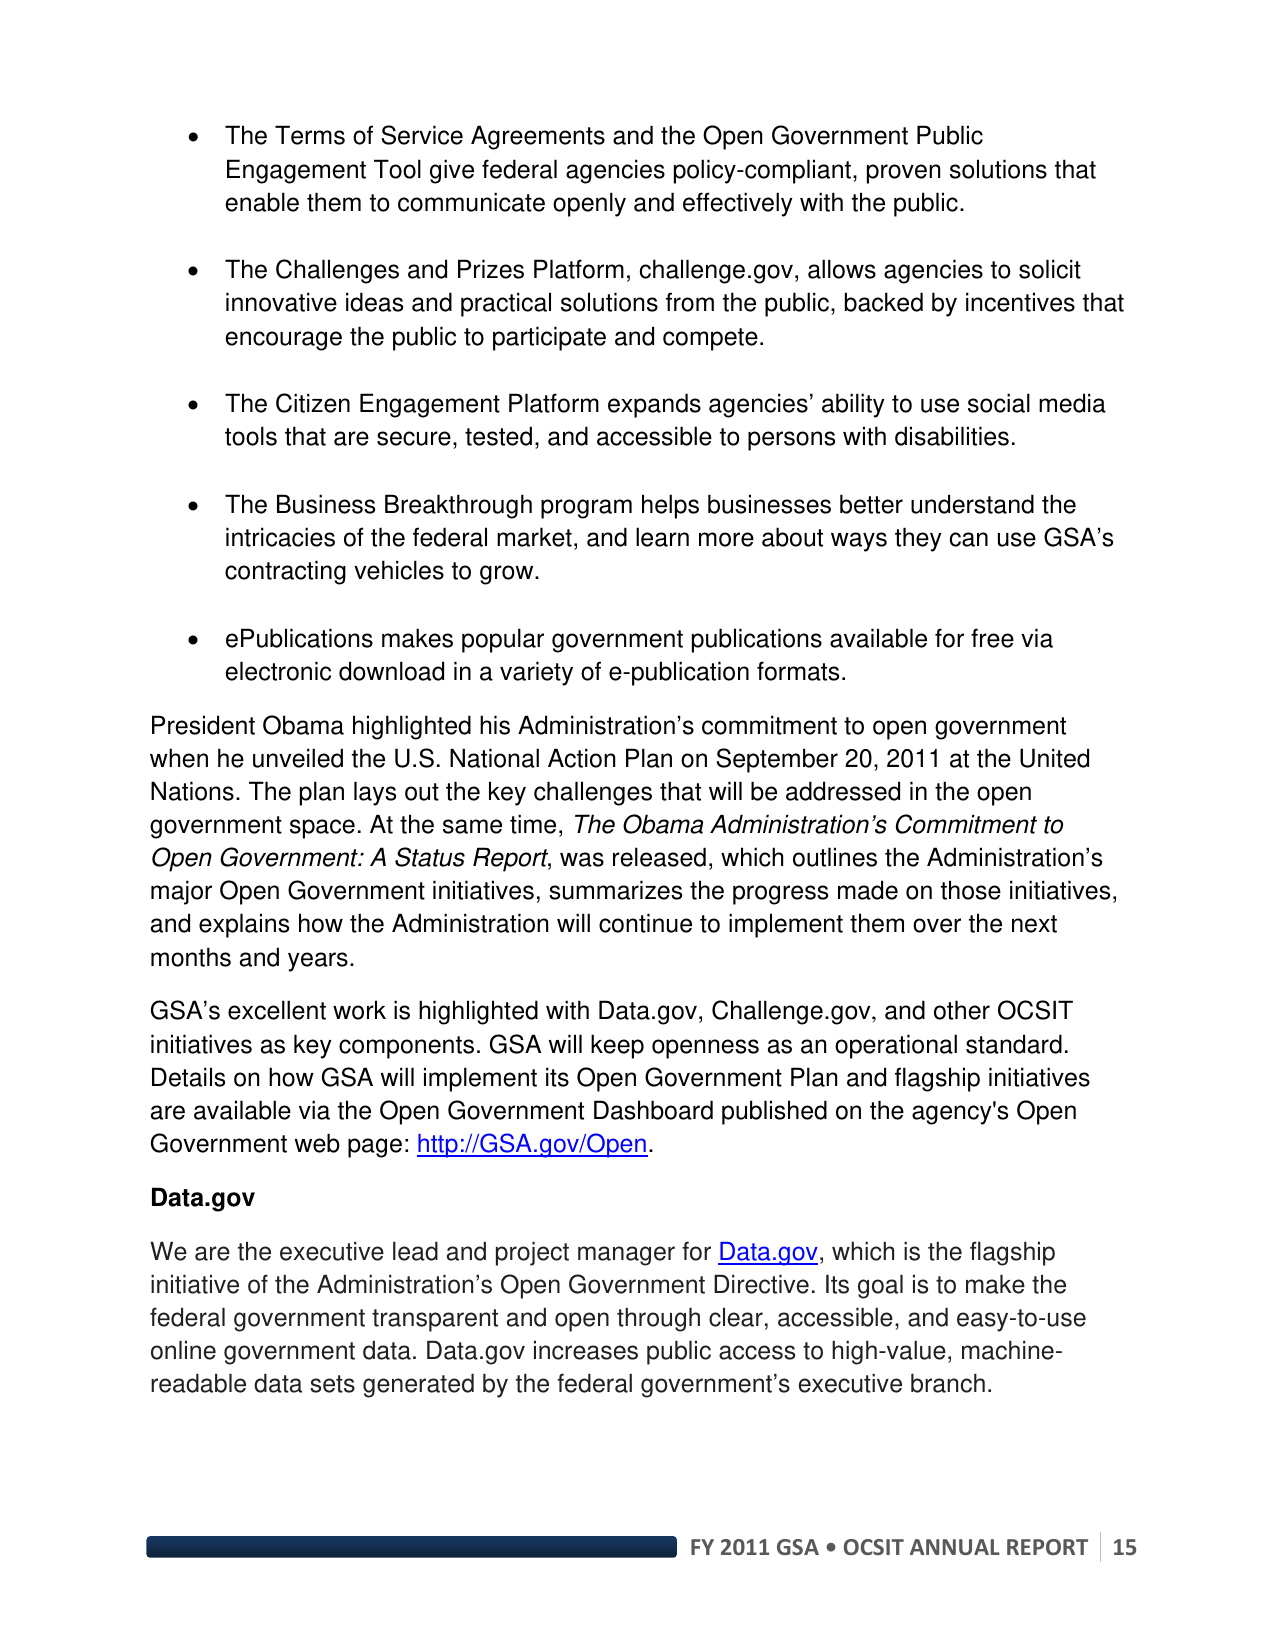 • The Terms of Service Agreements and the Open Government Public
Engagement Tool give federal agencies policy-compliant, proven solutions that
enable them to communicate openly and effectively with the public.
• The Challenges and Prizes Platform, challenge.gov, allows agencies to solicit
innovative ideas and practical solutions from the public, backed by incentives that
encourage the public to participate and compete.
• The Citizen Engagement Platform expands agencies’ ability to use social media
tools that are secure, tested, and accessible to persons with disabilities.
• The Business Breakthrough program helps businesses better understand the
intricacies of the federal market, and learn more about ways they can use GSA’s
contracting vehicles to grow.
• ePublications makes popular government publications available for free via
electronic download in a variety of e-publication formats.
President Obama highlighted his Administration’s commitment to open government
when he unveiled the U.S. National Action Plan on September 20, 2011 at the United
Nations. The plan lays out the key challenges that will be addressed in the open
government space. At the same time, The Obama Administration’s Commitment to
Open Government: A Status Report, was released, which outlines the Administration’s
major Open Government initiatives, summarizes the progress made on those initiatives,
and explains how the Administration will continue to implement them over the next
months and years.
GSA’s excellent work is highlighted with Data.gov, Challenge.gov, and other OCSIT
initiatives as key components. GSA will keep openness as an operational standard.
Details on how GSA will implement its Open Government Plan and flagship initiatives
are available via the Open Government Dashboard published on the agency's Open
Government web page: http://GSA.gov/Open.
Data.gov
We are the executive lead and project manager for Data.gov, which is the flagship
initiative of the Administration’s Open Government Directive. Its goal is to make the
federal government transparent and open through clear, accessible, and easy-to-use
online government data. Data.gov increases public access to high-value, machine-
readable data sets generated by the federal government’s executive branch.
FY 2011 GSA • OCSIT ANNUAL REPORT 15